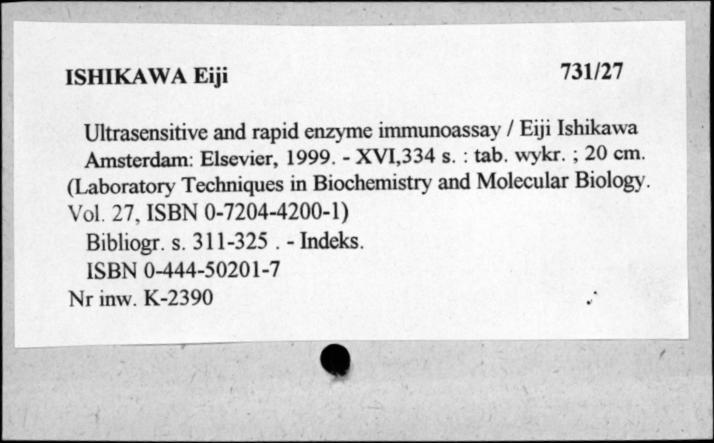 ISHIKAWA Eiji 731/27
Ultrasensitive and rapid enzyme immunoassay / Eiji Ishikawa
Amsterdam: Elsevier, 1999. - XVI,334 s. : tab. wykr. ; 20 cm.
(Laboratory Techniques in Biochemistry and Molecular Biology.
Vol. 27, ISBN 0-7204-4200-1)
Bibliogr. s. 311-325 . - Indeks.
ISBN 0-444-50201-7
Nr inw. K-2390